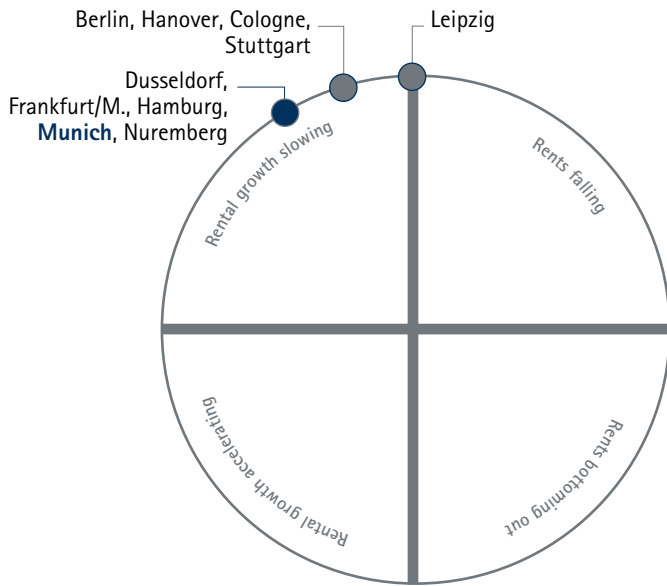 Berlin, Hanover, Cologne,
Stuttgart
Leipzig
Dusseldorf,
Frankfurt/M., Hamburg,
Munich, Nuremberg
Rental growth slowing
Rents falling
Rental growth accelerating
Rents bottoming out